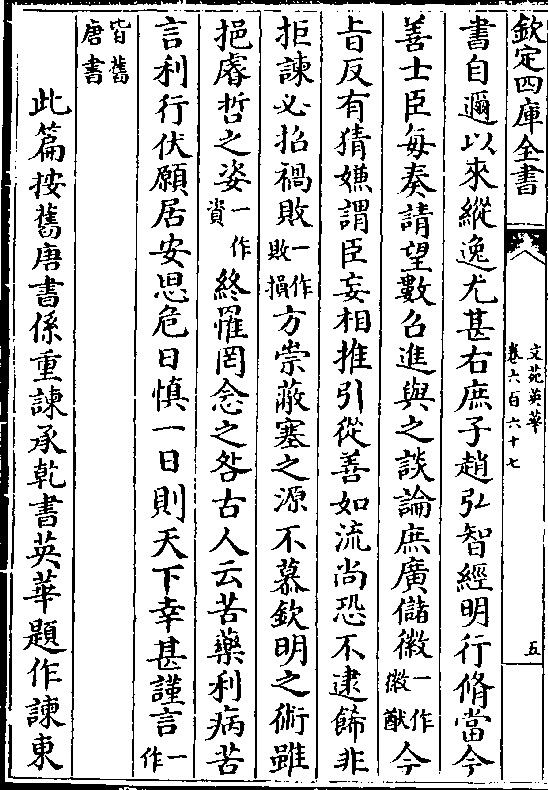 欽定四庫全書
文苑英華
卷六百六十七
五
書自邇以來縱逸尤甚右庶子趙弘智經明行脩當今
善士臣每奏請望數召進與之談論庶廣儲徽一作徽猷今
旨反有猜嫌謂臣妄相推引從善如流尚恐不逮飾非
拒諫必招禍敗一作敗損方崇蔽塞之源不慕欽明之術雖
挹睿哲之姿一作資終罹罔念之咎古人云苦藥利病苦
言利行伏願居安思危日慎一日則天下幸甚謹言一作
皆舊唐書
此篇按舊唐書係重諫承乾書英華題作諫東